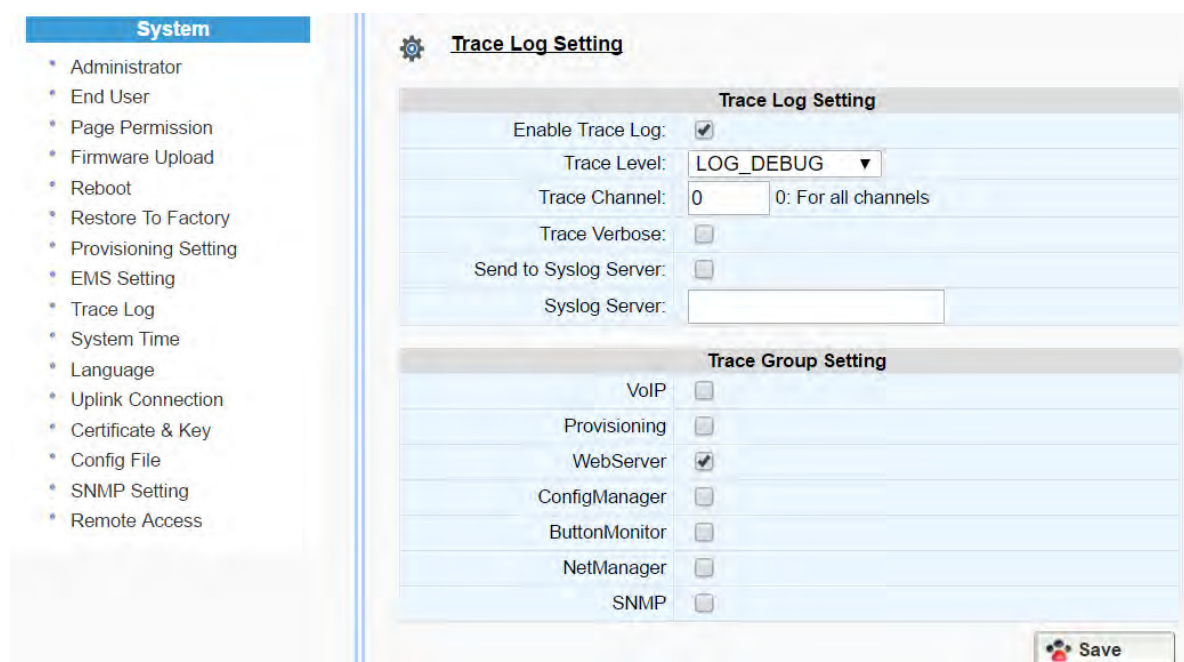 System
Administrator
End User
Page Permission
Firmware Upload
Reboot
Restore To Factory
Provisioning Setting
EMS Setting
Trace Log
System Time
Language
Uplink Connection
Certificate & Key
Config File
SNMP Setting
Remote Access
Trace Log Setting
Trace Log Setting
Enable Trace Log:
Trace Level: LOG_DEBUG
Trace Channel: 0 0: For all channels
Trace Verbose:
Send to Syslog Server:
Syslog Server:
Trace Group Setting
VoIP
Provisioning
WebServer
ConfigManager
ButtonMonitor
NetManager
SNMP
Save